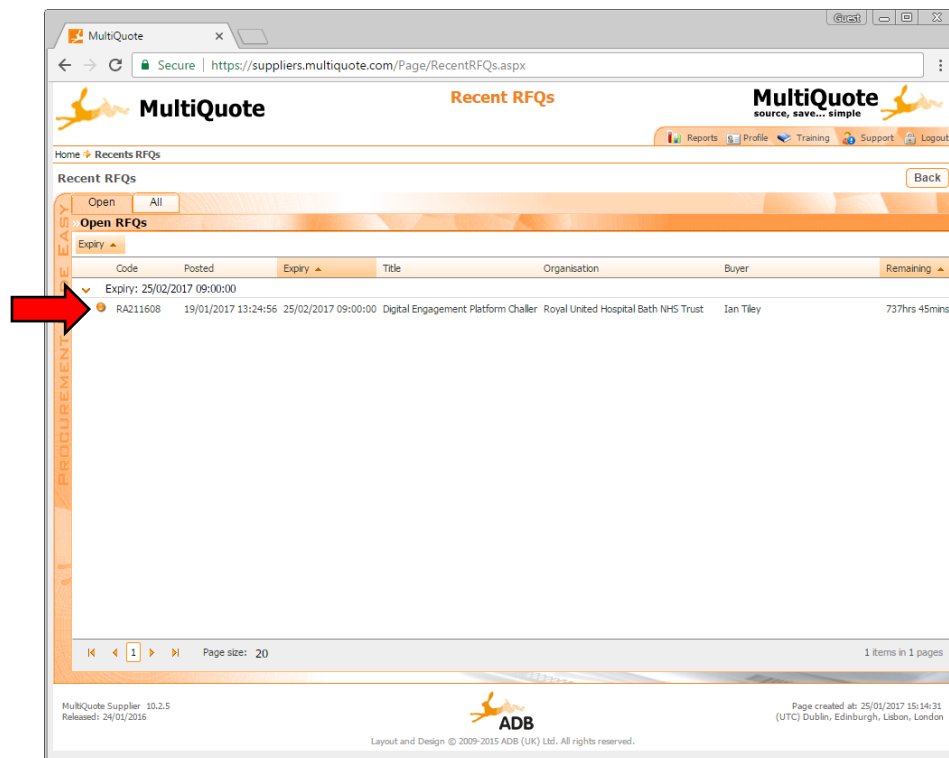 Guest
MultiQuote
Secure | https://suppliers.multiquote.com/Page/RecentRFQs.aspx
MultiQuote
Recent RFQs
MultiQuote
source, save... simple
Reports Profile Training Support Logout
Home Recents RFQs
Recent RFQs
Back
Open All
Open RFQs
Expiry
Code Posted Expiry Title Organisation Buyer Remaining
Expiry: 25/02/2017 09:00:00
RA211608 19/01/2017 13:24:56 25/02/2017 09:00:00 Digital Engagement Platform Challer Royal United Hospital Bath NHS Trust Ian Tiley 737hrs 45mins
1 Page size: 20 1 items in 1 pages
MultiQuote Supplier 10.2.5
Released: 24/01/2016
ADB
Page created at: 25/01/2017 15:14:31
(UTC) Dublin, Edinburgh, Lisbon, London
Layout and Design © 2009-2015 ADB (UK) Ltd. All rights reserved.